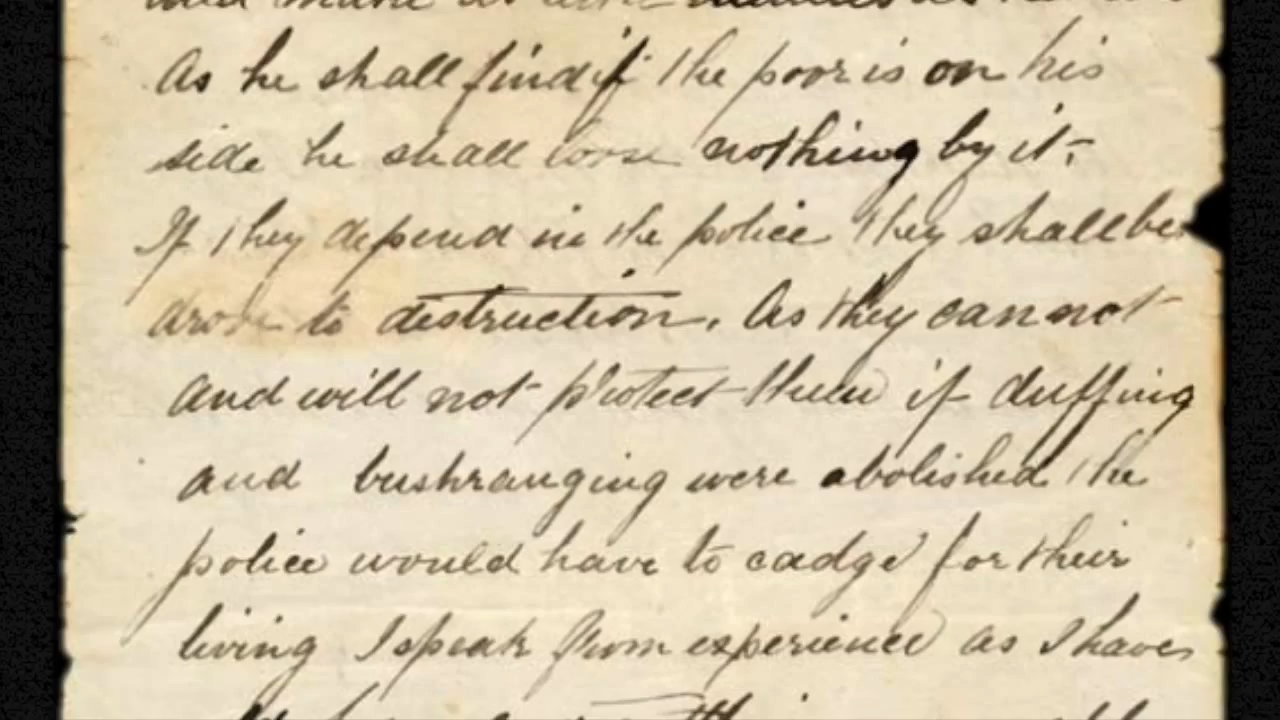 As he shall find if the poor is on his
side he shall loose nothing by it.
If they depend in the police they shall be
drove to distruction. As they can not
and will not protect them if duffing
and bushranging were abolished the
police would have to cadge for their
living I speak from experience as I have